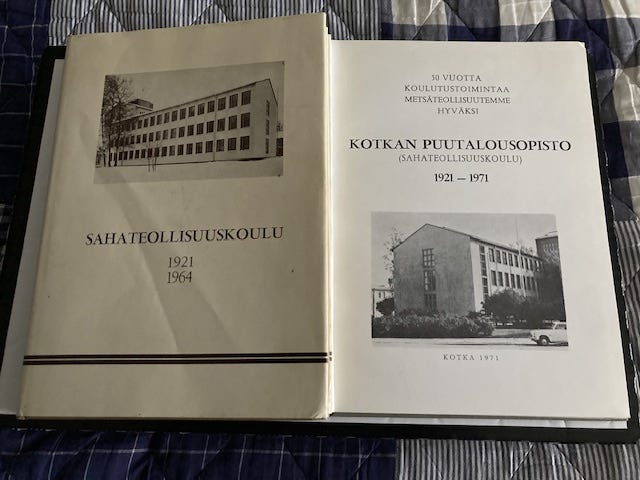 SAHATEOLLISUUSKOULU
1921
1964
50 VUOTTA
KOULUTUSTOIMINTAA
METSÄTEOLLISUUTEMME
HYVÄKSI
KOTKAN PUUTALOUSOPISTO
(SAHATEOLLISUUSKOULU)
1921 — 1971
KOTKA 1971